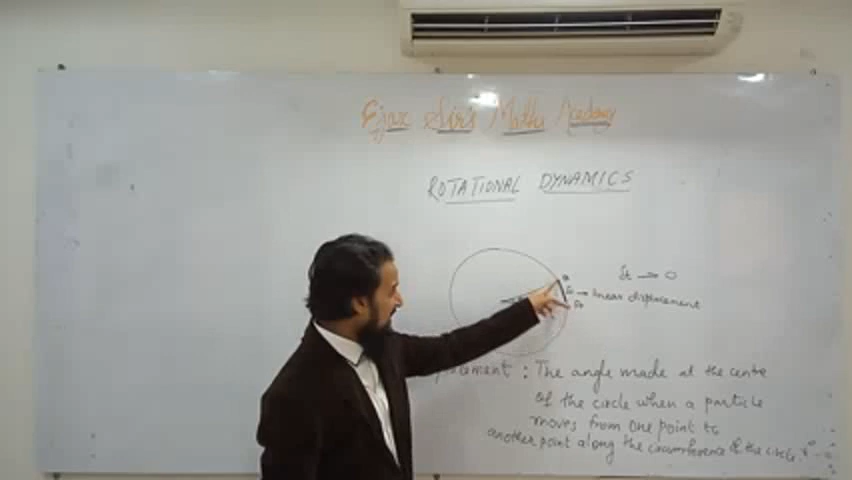 Ejaz Sir's Maths Academy
ROTATIONAL DYNAMICS
δt → 0
→ linear displacement
: The angle made at the centre
of the circle when a particle
moves from one point to
another point along the circumference of the circle.